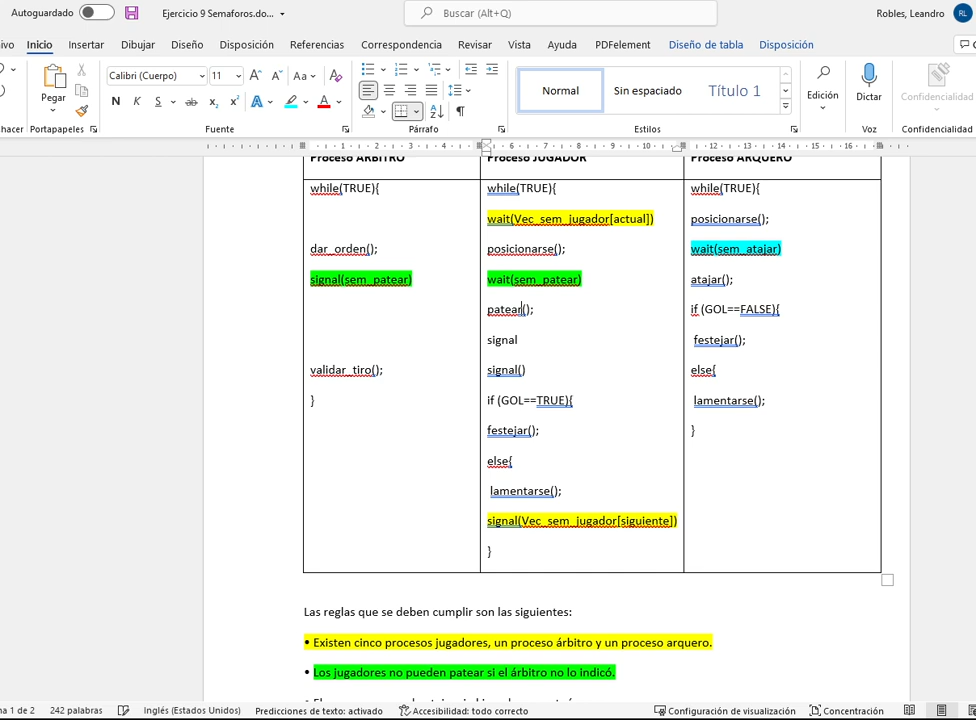 Autoguardado
Ejercicio 9 Semaforos.do...
Buscar (Alt+Q)
Robles, Leandro
RL
ivo
Inicio
Insertar
Dibujar
Diseño
Disposición
Referencias
Correspondencia
Revisar
Vista
Ayuda
PDFelement
Diseño de tabla
Disposición
Pegar
Calibri (Cuerpo)
11
Normal
Sin espaciado
Título 1
Edición
Dictar
Confidencialidad
hacer
Portapapeles
Fuente
Párrafo
Estilos
Voz
Confidencialidad
Proceso ARBITRO
Proceso JUGADOR
Proceso ARQUERO
while(TRUE){
dar_orden();
signal(sem_patear)
validar_tiro();
}
while(TRUE){
wait(Vec_sem_jugador[actual])
posicionarse();
wait(sem_patear)
patear();
signal
signal()
if (GOL==TRUE){
festejar();
else{
lamentarse();
signal(Vec_sem_jugador[siguiente])
}
while(TRUE){
posicionarse();
wait(sem_atajar)
atajar();
if (GOL==FALSE){
festejar();
else{
lamentarse();
}
Las reglas que se deben cumplir son las siguientes:
• Existen cinco procesos jugadores, un proceso árbitro y un proceso arquero.
• Los jugadores no pueden patear si el árbitro no lo indicó.
na 1 de 2
242 palabras
Inglés (Estados Unidos)
Predicciones de texto: activado
Accesibilidad: todo correcto
Configuración de visualización
Concentración